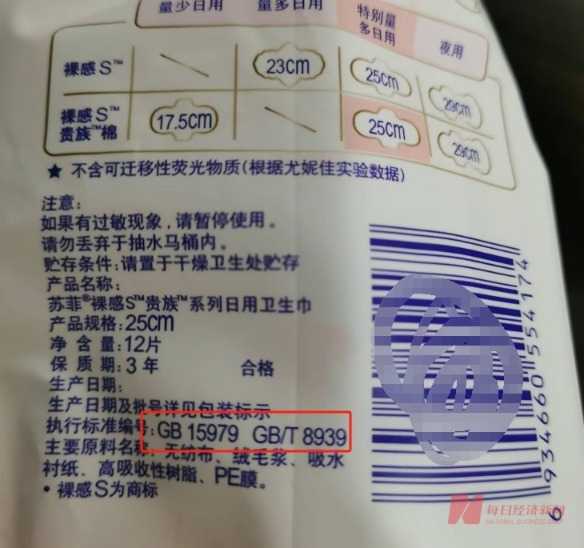 量少日用 量多日用 特别量多日用 夜用
裸感S™ 23cm 25cm 29cm
裸感S™贵族™棉 17.5cm 25cm 29cm
★ 不含可迁移性荧光物质(根据尤妮佳实验数据)
注意:
如果有过敏现象,请暂停使用。
请勿丢弃于抽水马桶内。
贮存条件:请置于干燥卫生处贮存
产品名称:
苏菲®裸感S™贵族™系列日用卫生巾
产品规格:25cm
净 含 量:12片
保 质 期:3 年 合格
生产日期:
生产日期及批号详见包装标示
执行标准编号:GB 15979 GB/T 8939
主要原料名称:无纺布、绒毛浆、吸水
衬纸、高吸收性树脂、PE膜。
• 裸感S为商标
6 934660 554174
每日经济新闻
NATIONAL BUSINESS DAILY